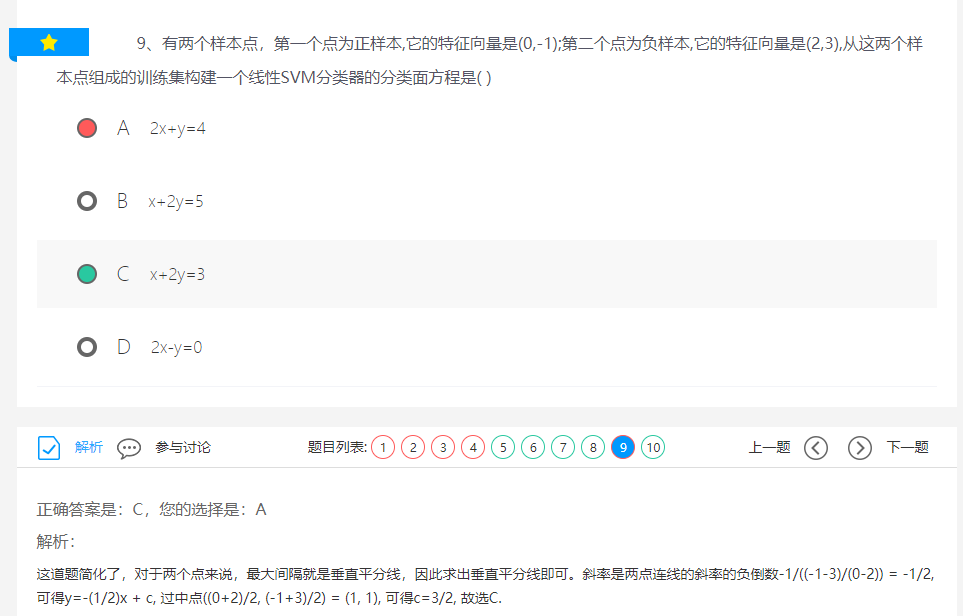 9、有两个样本点，第一个点为正样本,它的特征向量是(0,-1);第二个点为负样本,它的特征向量是(2,3),从这两个样
本点组成的训练集构建一个线性SVM分类器的分类面方程是( )
A 2x+y=4
B x+2y=5
C x+2y=3
D 2x-y=0
解析 参与讨论 题目列表: 1 2 3 4 5 6 7 8 9 10 上一题 下一题
正确答案是：C，您的选择是：A
解析：
这道题简化了，对于两个点来说，最大间隔就是垂直平分线，因此求出垂直平分线即可。斜率是两点连线的斜率的负倒数-1/((-1-3)/(0-2)) = -1/2,
可得y=-(1/2)x + c, 过中点((0+2)/2, (-1+3)/2) = (1, 1), 可得c=3/2, 故选C.